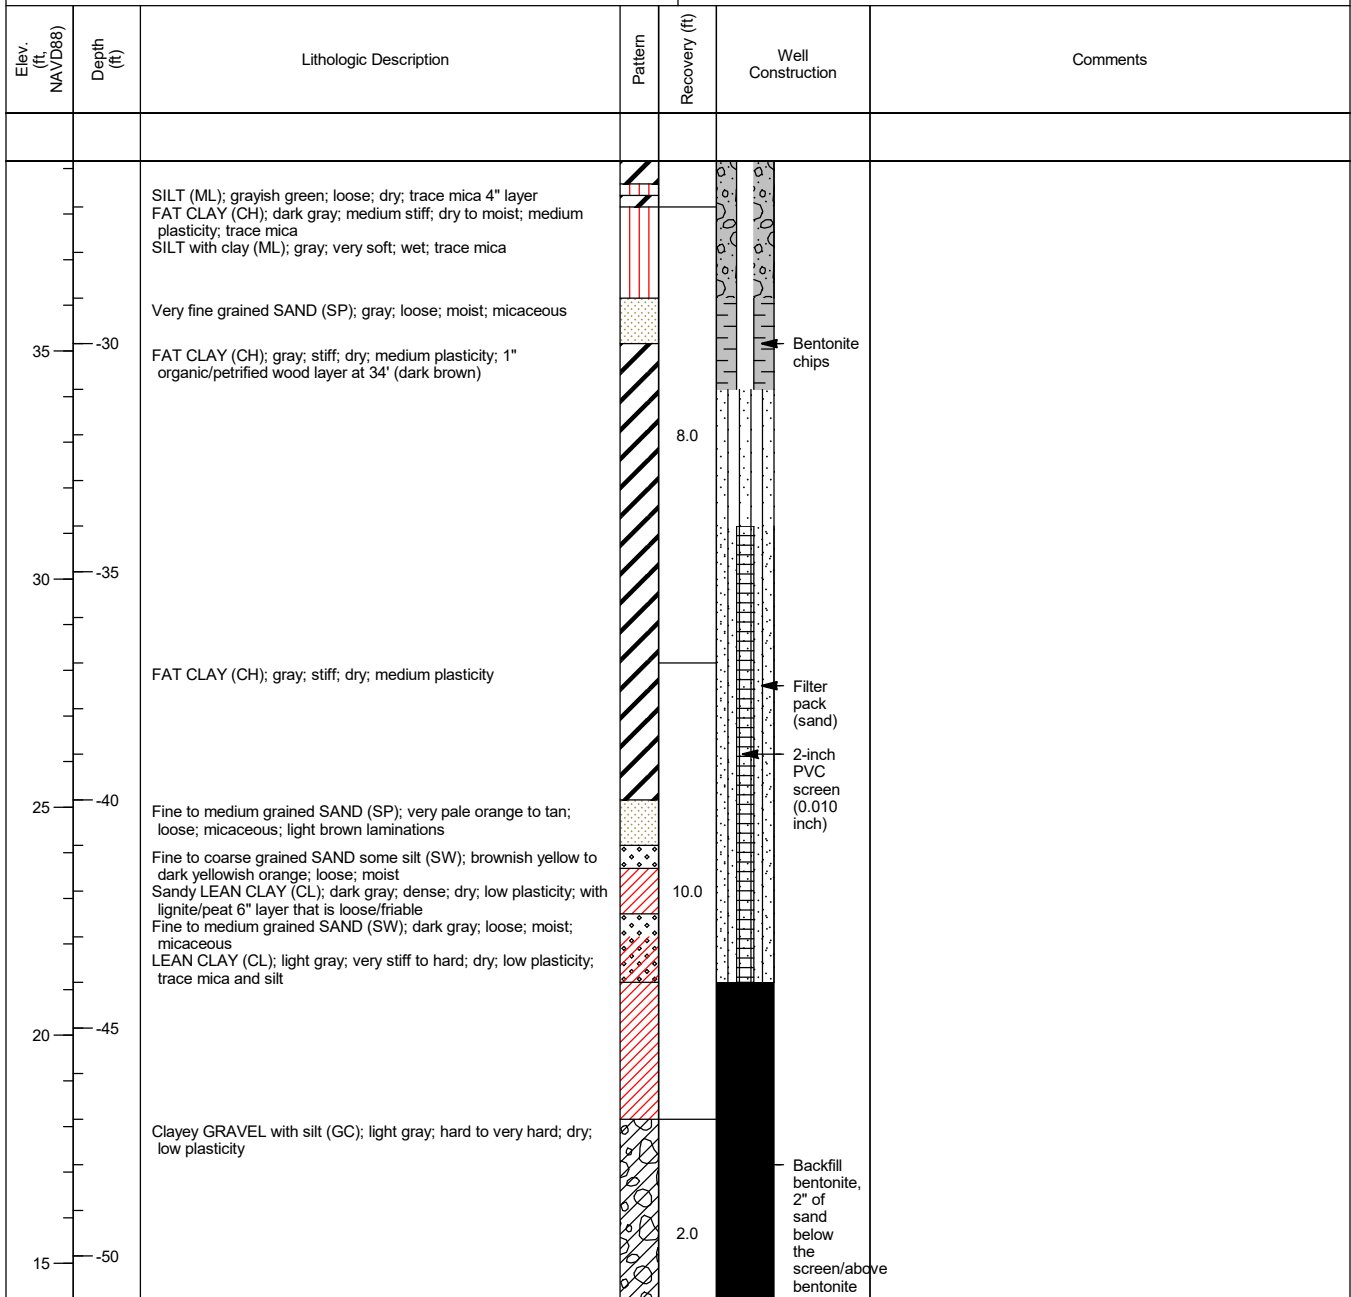 Elev.
(ft,
NAVD88)
Depth
(ft)
Lithologic Description
Pattern
Recovery (ft)
Well
Construction
Comments
SILT (ML); grayish green; loose; dry; trace mica 4" layer
FAT CLAY (CH); dark gray; medium stiff; dry to moist; medium
plasticity; trace mica
SILT with clay (ML); gray; very soft; wet; trace mica
Very fine grained SAND (SP); gray; loose; moist; micaceous
35
-30
FAT CLAY (CH); gray; stiff; dry; medium plasticity; 1"
organic/petrified wood layer at 34' (dark brown)
Bentonite
chips
8.0
30
-35
FAT CLAY (CH); gray; stiff; dry; medium plasticity
Filter
pack
(sand)
2-inch
PVC
screen
(0.010
inch)
25
-40
Fine to medium grained SAND (SP); very pale orange to tan;
loose; micaceous; light brown laminations
Fine to coarse grained SAND some silt (SW); brownish yellow to
dark yellowish orange; loose; moist
Sandy LEAN CLAY (CL); dark gray; dense; dry; low plasticity; with
lignite/peat 6" layer that is loose/friable
10.0
Fine to medium grained SAND (SW); dark gray; loose; moist;
micaceous
LEAN CLAY (CL); light gray; very stiff to hard; dry; low plasticity;
trace mica and silt
20
-45
Clayey GRAVEL with silt (GC); light gray; hard to very hard; dry;
low plasticity
2.0
Backfill
bentonite,
2" of
sand
below
the
screen/above
bentonite
15
-50